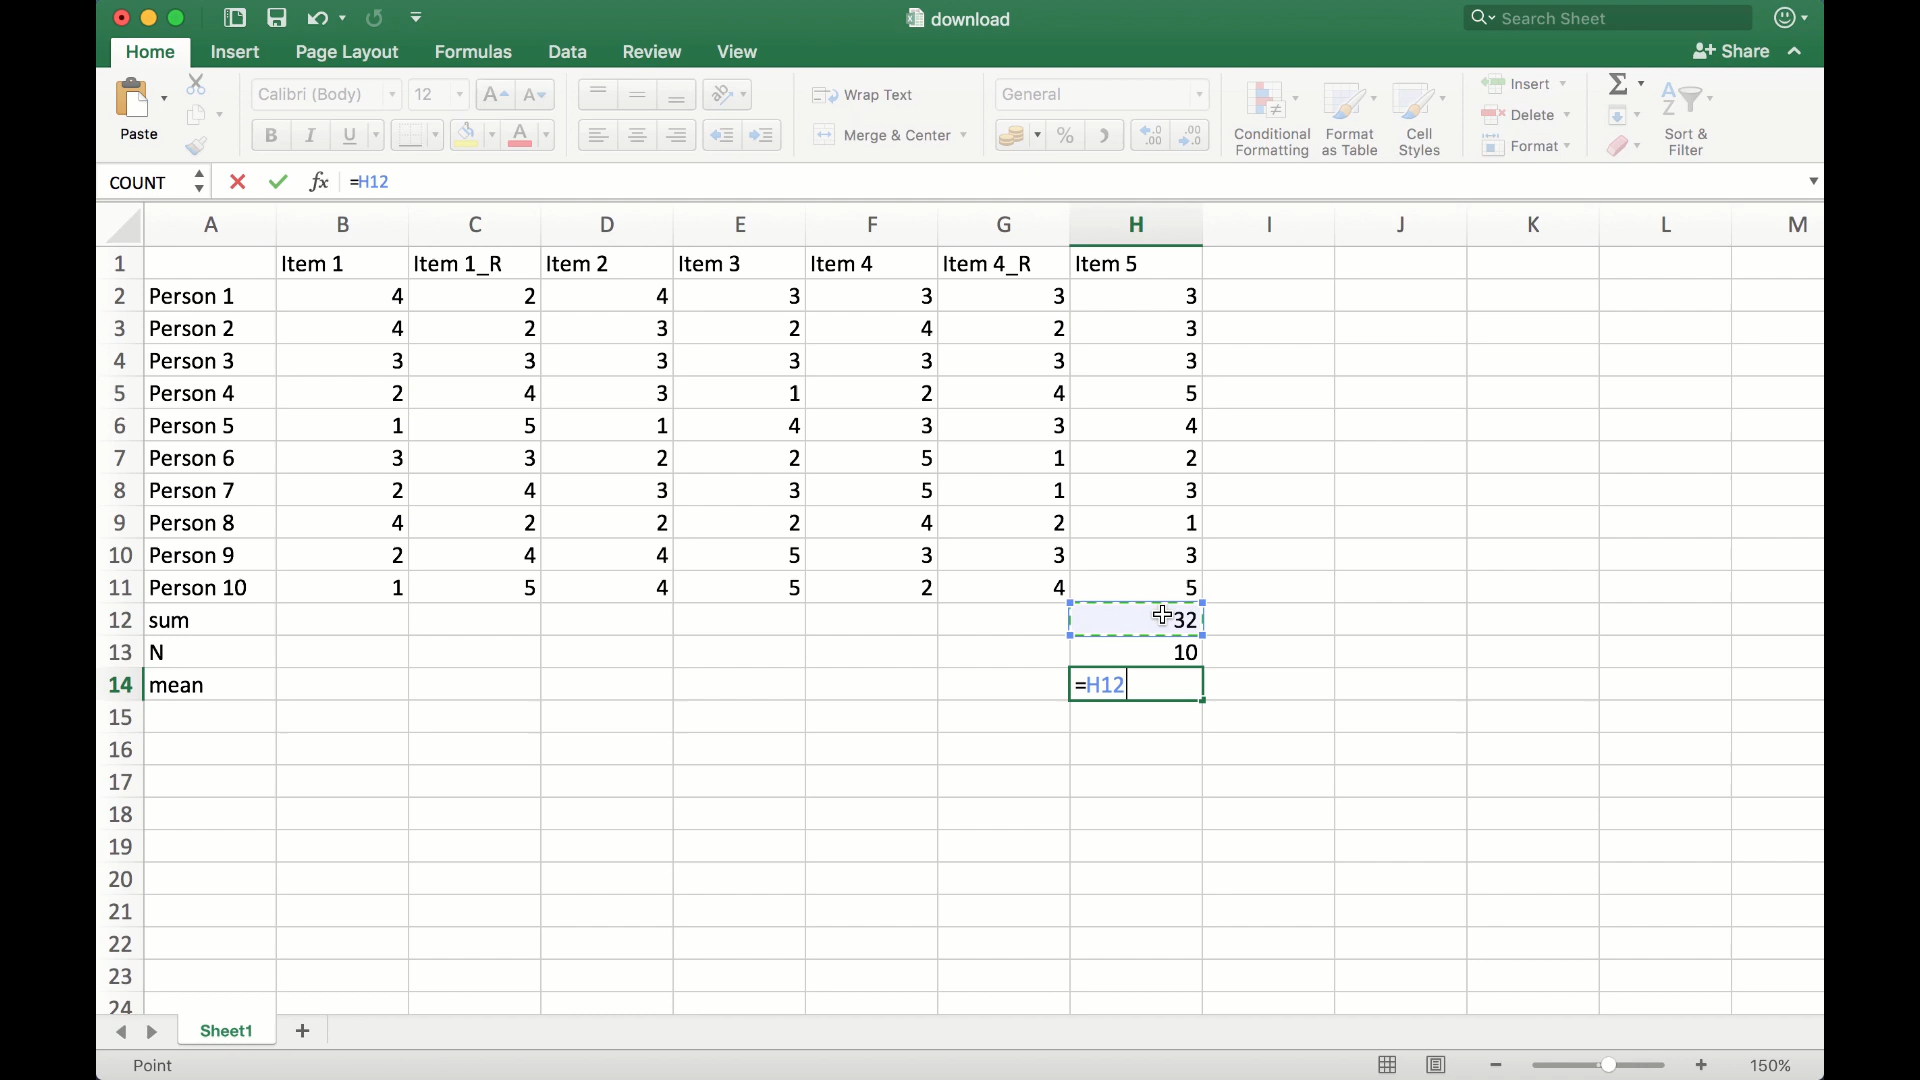 download
Search Sheet
Home Insert Page Layout Formulas Data Review View Share
Paste
Calibri (Body) 12 A A
B I U A
Wrap Text
Merge & Center
General
%
.0 .00
.00 .0
Conditional Formatting
Format as Table
Cell Styles
Insert
Delete
Format
Sort & Filter
COUNT fx =H12
A B C D E F G H I J K L M
1 Item 1 Item 1_R Item 2 Item 3 Item 4 Item 4_R Item 5
2 Person 1 4 2 4 3 3 3 3
3 Person 2 4 2 3 2 4 2 3
4 Person 3 3 3 3 3 3 3 3
5 Person 4 2 4 3 1 2 4 5
6 Person 5 1 5 1 4 3 3 4
7 Person 6 3 3 2 2 5 1 2
8 Person 7 2 4 3 3 5 1 3
9 Person 8 4 2 2 2 4 2 1
10 Person 9 2 4 4 5 3 3 3
11 Person 10 1 5 4 5 2 4 5
12 sum 32
13 N 10
14 mean =H12
15
16
17
18
19
20
21
22
23
24
Sheet1
Point 150%